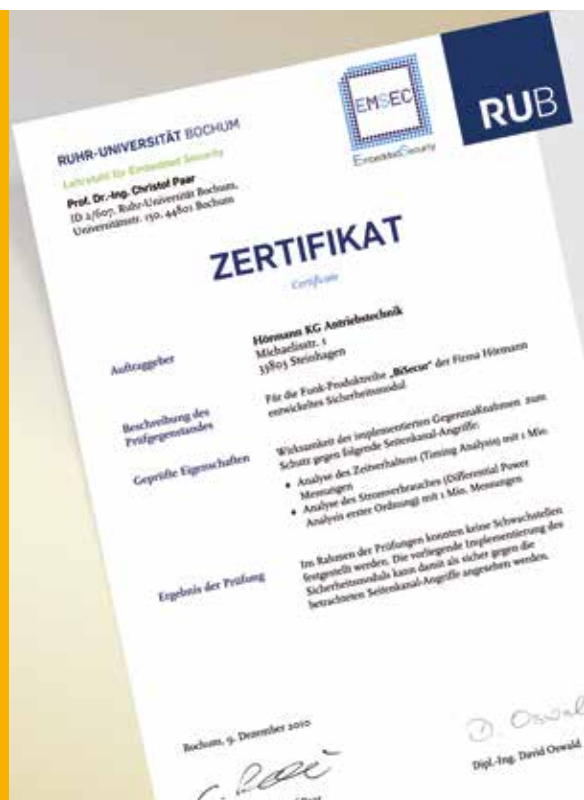 RUHR-UNIVERSITÄT BOCHUM
Lehrstuhl für Embedded Security
Prof. Dr.-Ing. Christof Paar
ID 2/607, Ruhr-Universität Bochum,
Universitätsstr. 150, 44801 Bochum
EMSEC
EmbeddedSecurity
RUB
ZERTIFIKAT
Certificate
Auftraggeber
Hörmann KG Antriebstechnik
Michaelisstr. 1
33803 Steinhagen
Beschreibung des
Prüfgegenstandes
Für die Funk-Produktreihe „BiSecur" der Firma Hörmann
entwickeltes Sicherheitsmodul
Geprüfte Eigenschaften
Wirksamkeit der implementierten Gegenmaßnahmen zum
Schutz gegen folgende Seitenkanal-Angriffe:
• Analyse des Zeitverhaltens (Timing Analysis) mit 1 Mio.
Messungen
• Analyse des Stromverbrauches (Differential Power
Analysis erster Ordnung) mit 1 Mio. Messungen
Ergebnis der Prüfung
Im Rahmen der Prüfungen konnten keine Schwachstellen
festgestellt werden. Die vorliegende Implementierung des
Sicherheitsmoduls kann damit als sicher gegen die
betrachteten Seitenkanal-Angriffe angesehen werden.
Bochum, 9. Dezember 2010
D. Oswald
Dipl.-Ing. David Oswald